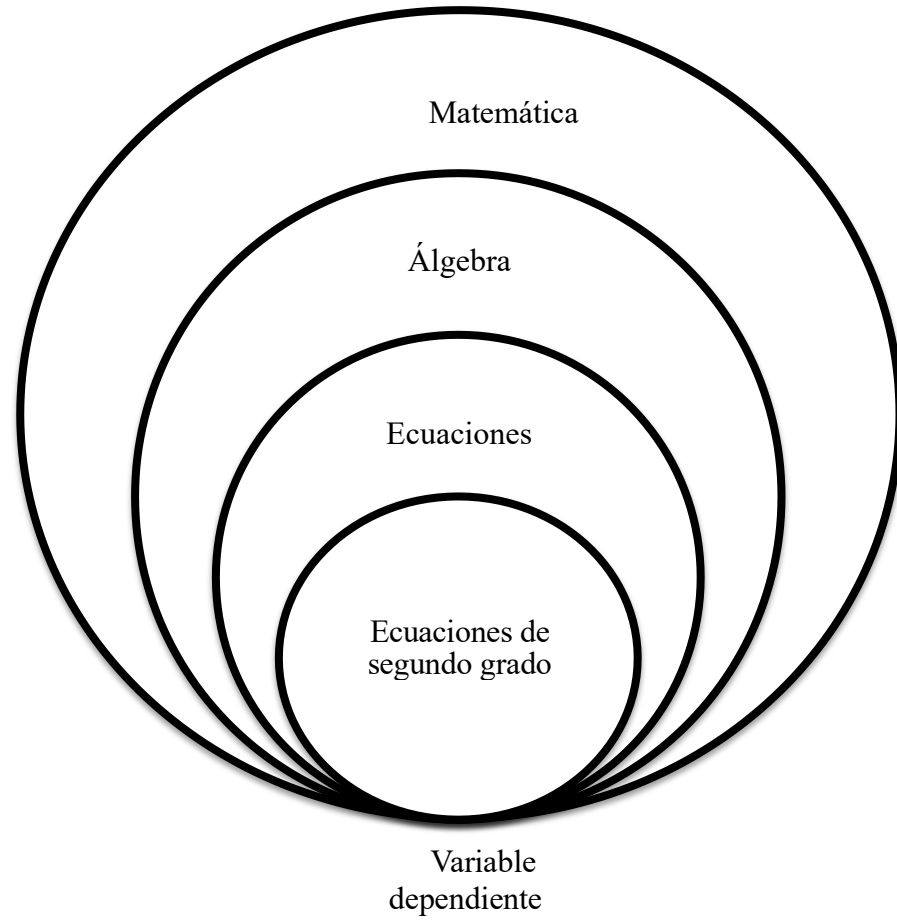 Matemática
Álgebra
Ecuaciones
Ecuaciones de
segundo grado
Variable
dependiente